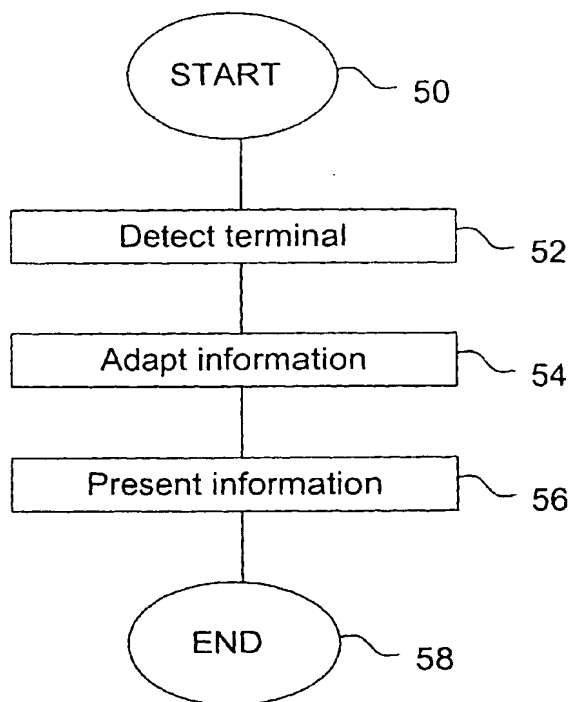 START
50
Detect terminal
52
Adapt information
54
Present information
56
END
58